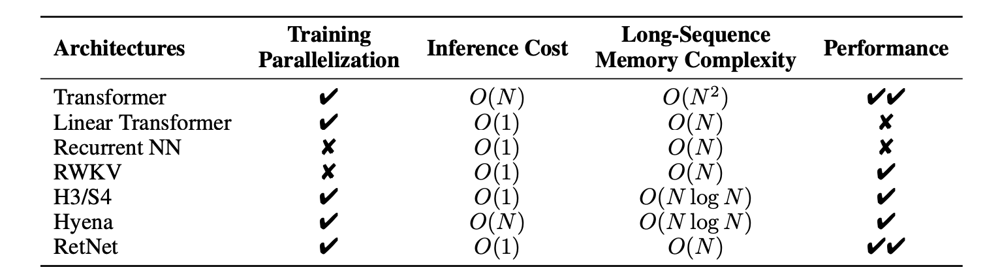 Architectures Training Parallelization Inference Cost Long-Sequence Memory Complexity Performance
Transformer ✔ O(N) O(N²) ✔✔
Linear Transformer ✔ O(1) O(N) ✘
Recurrent NN ✘ O(1) O(N) ✘
RWKV ✘ O(1) O(N) ✔
H3/S4 ✔ O(1) O(N log N) ✔
Hyena ✔ O(N) O(N log N) ✔
RetNet ✔ O(1) O(N) ✔✔